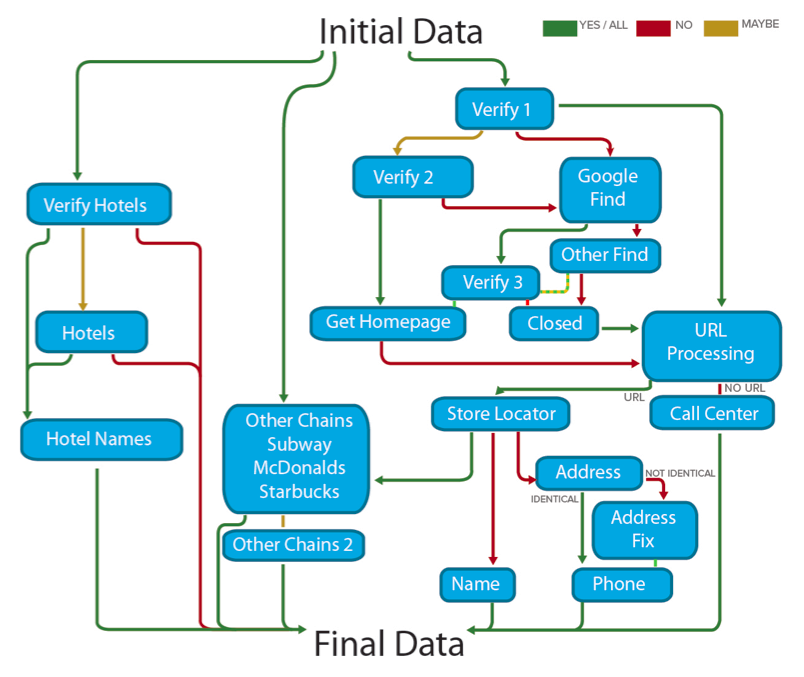 Initial Data
YES / ALL
NO
MAYBE
Verify 1
Verify 2
Google
Find
Verify Hotels
Other Find
Verify 3
Get Homepage
Closed
Hotels
URL
Processing
URL
NO URL
Store Locator
Call Center
Other Chains
Subway
McDonalds
Starbucks
Hotel Names
Address
NOT IDENTICAL
IDENTICAL
Address
Fix
Other Chains 2
Name
Phone
Final Data